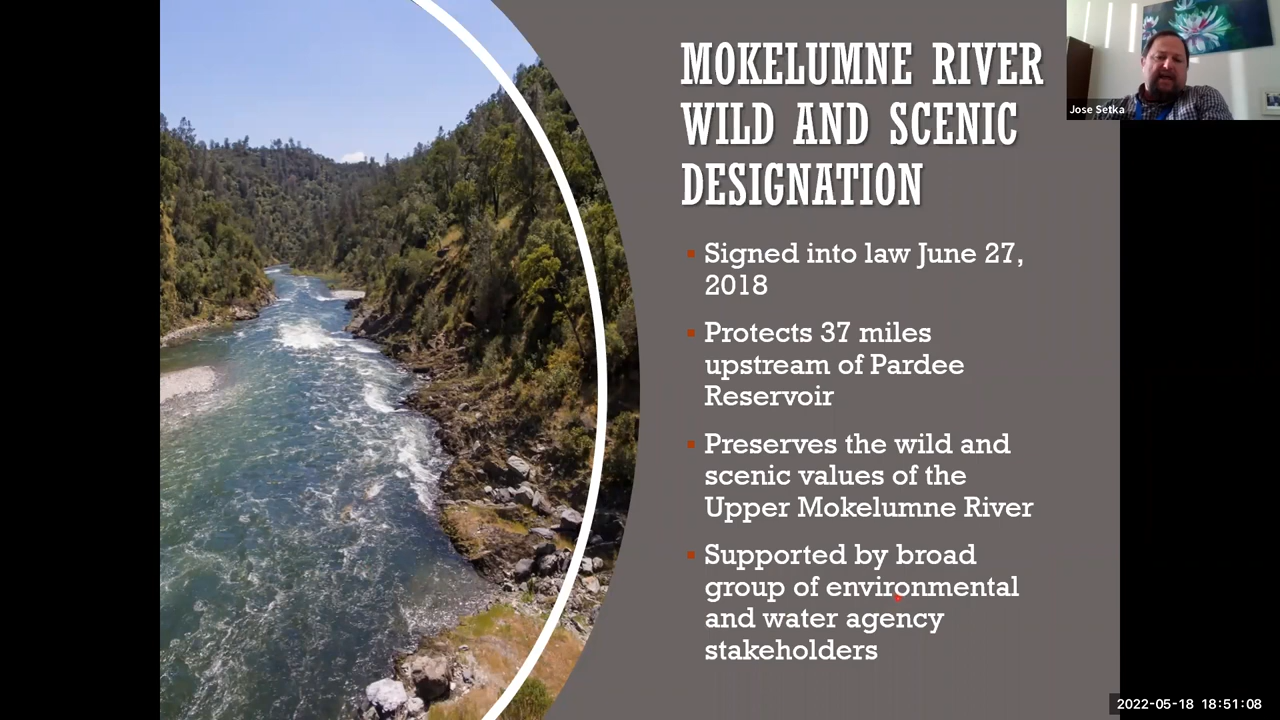 MOKELUMNE RIVER
WILD AND SCENIC
DESIGNATION
Signed into law June 27,
2018
Protects 37 miles
upstream of Pardee
Reservoir
Preserves the wild and
scenic values of the
Upper Mokelumne River
Supported by broad
group of environmental
and water agency
stakeholders
Jose Setka
2022-05-18 18:51:08